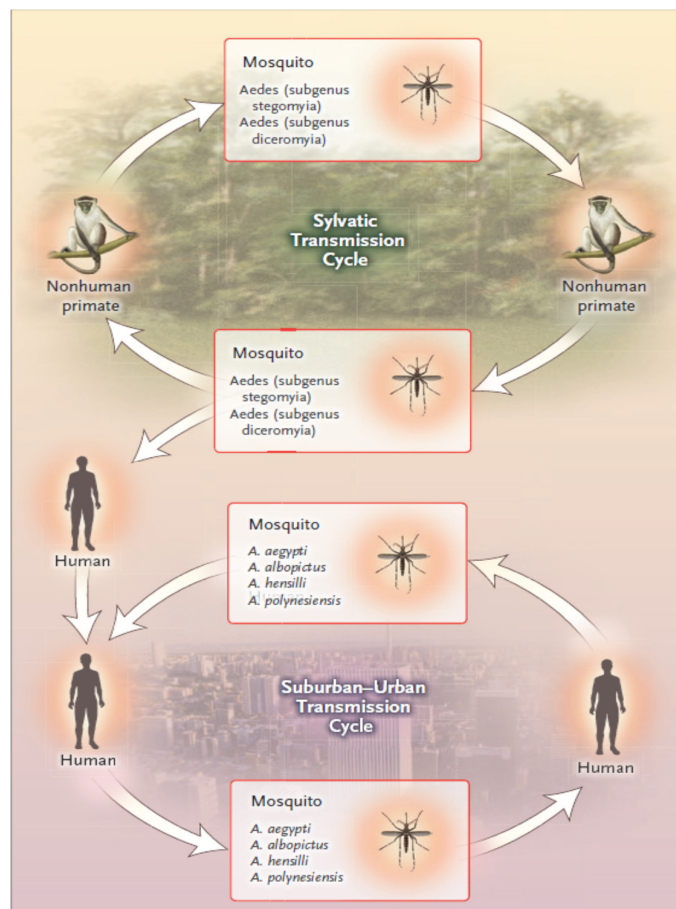 Mosquito
Aedes (subgenus
stegomyia)
Aedes (subgenus
diceromyia)
Sylvatic
Transmission
Cycle
Nonhuman
primate
Nonhuman
primate
Mosquito
Aedes (subgenus
stegomyia)
Aedes (subgenus
diceromyia)
Human
Mosquito
A. aegypti
A. albopictus
A. hensilli
A. polynesiensis
Human
Suburban–Urban
Transmission
Cycle
Human
Human
Mosquito
A. aegypti
A. albopictus
A. hensilli
A. polynesiensis